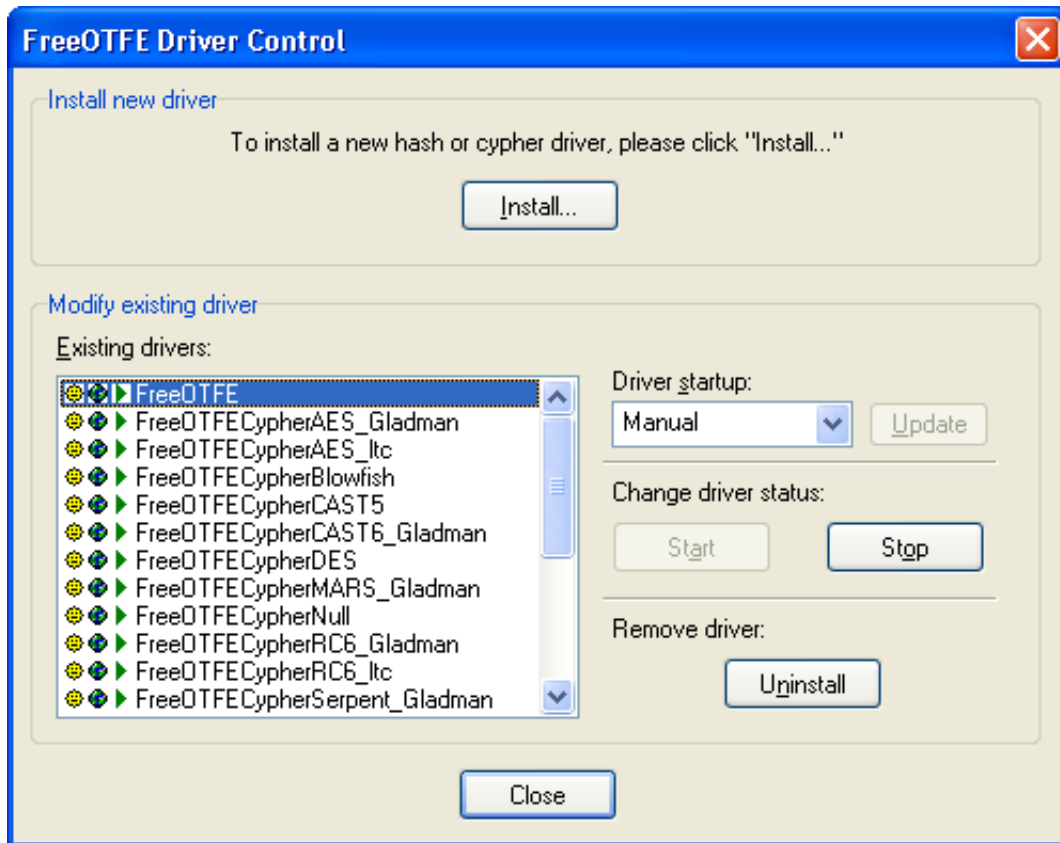 FreeOTFE Driver Control
Install new driver
To install a new hash or cypher driver, please click "Install..."
Install...
Modify existing driver
Existing drivers:
FreeOTFE
FreeOTFECypherAES_Gladman
FreeOTFECypherAES_ltc
FreeOTFECypherBlowfish
FreeOTFECypherCAST5
FreeOTFECypherCAST6_Gladman
FreeOTFECypherDES
FreeOTFECypherMARS_Gladman
FreeOTFECypherNull
FreeOTFECypherRC6_Gladman
FreeOTFECypherRC6_ltc
FreeOTFECypherSerpent_Gladman
Driver startup:
Manual
Update
Change driver status:
Start
Stop
Remove driver:
Uninstall
Close